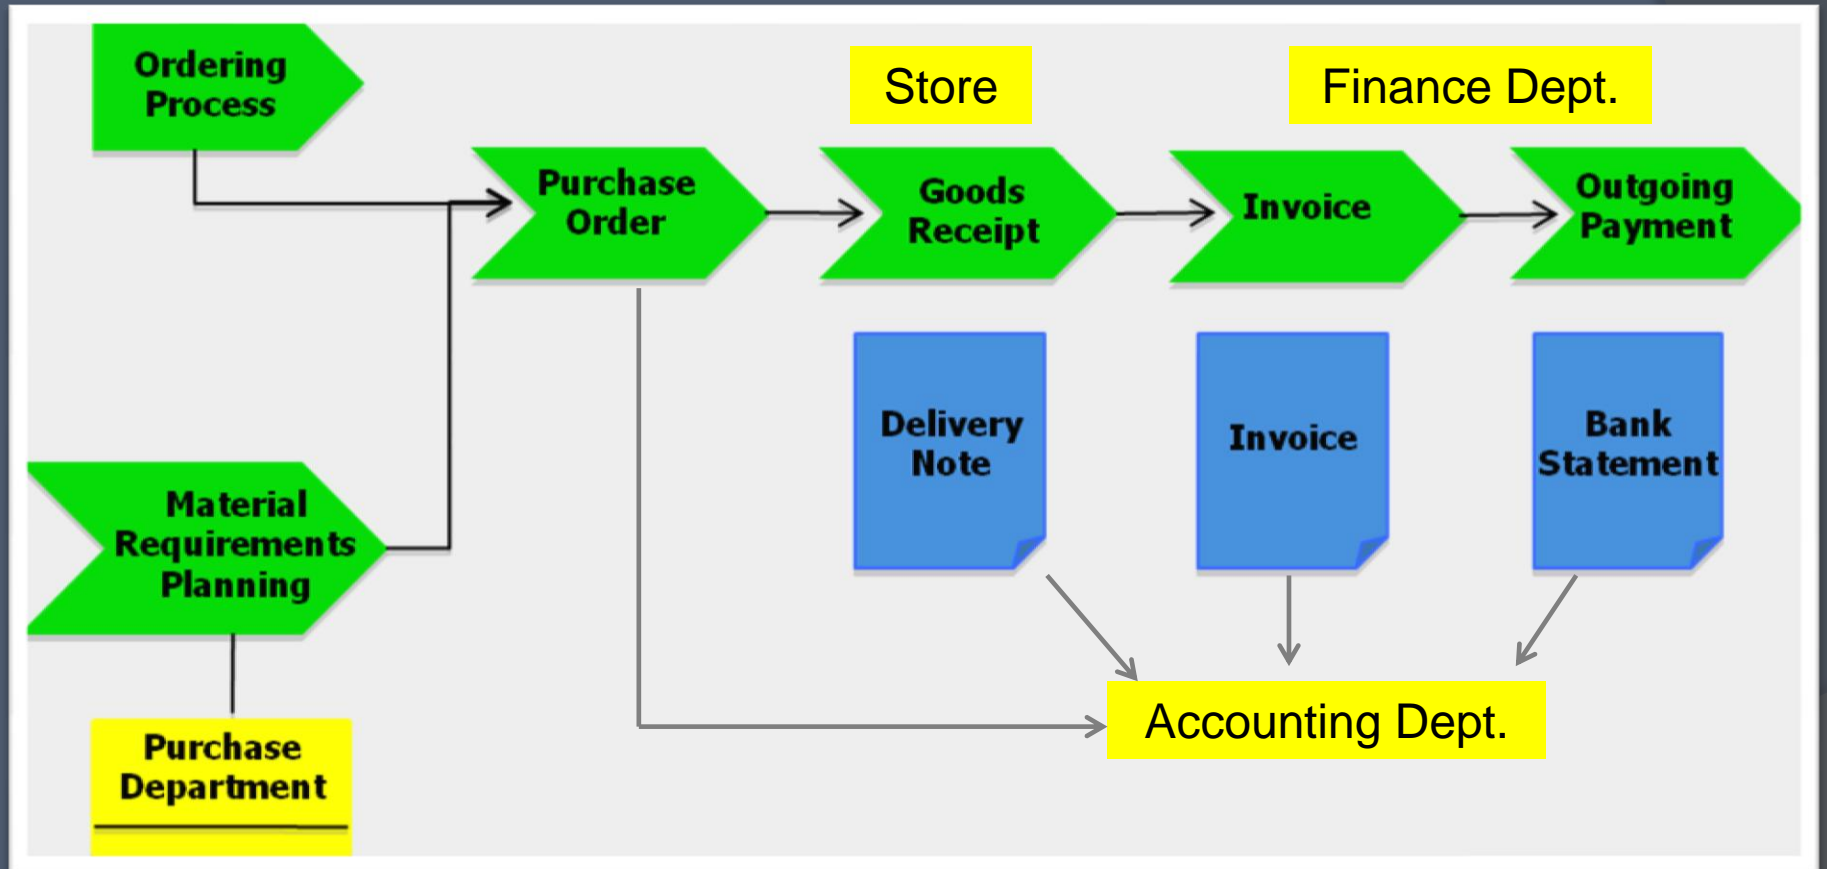 Ordering
Process
Store
Finance Dept.
Purchase
Order
Goods
Receipt
Invoice
Outgoing
Payment
Delivery
Note
Invoice
Bank
Statement
Material
Requirements
Planning
Accounting Dept.
Purchase
Department